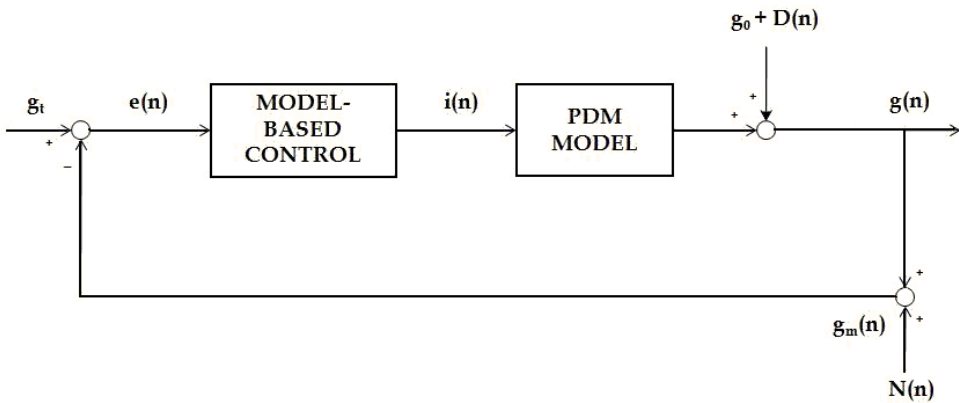 g₀ + D(n)
gₜ
e(n)
MODEL-
BASED
CONTROL
i(n)
PDM
MODEL
g(n)
+
−
+
+
+
gₘ(n)
+
N(n)